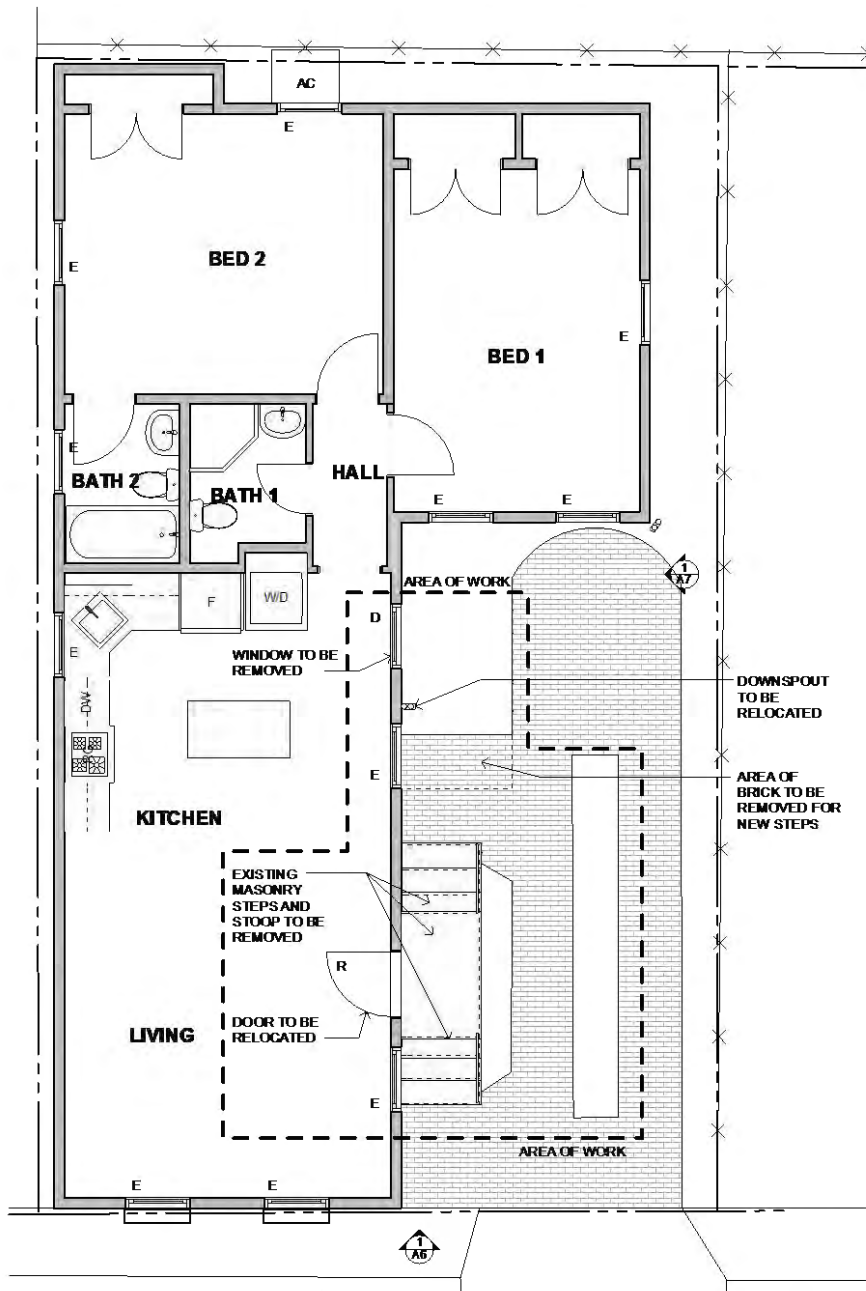 AC
E
BED 2
E
BED 1
E
E
BATH 2
BATH 1
HALL
E
E
1
A7
AREA OF WORK
F
W/D
D
E
WINDOW TO BE
REMOVED
DOWNSPOUT
TO BE
RELOCATED
DW
E
AREA OF
BRICK TO BE
REMOVED FOR
NEW STEPS
KITCHEN
EXISTING
MASONRY
STEPS AND
STOOP TO BE
REMOVED
R
DOOR TO BE
RELOCATED
LIVING
E
AREA OF WORK
E
E
1
A6